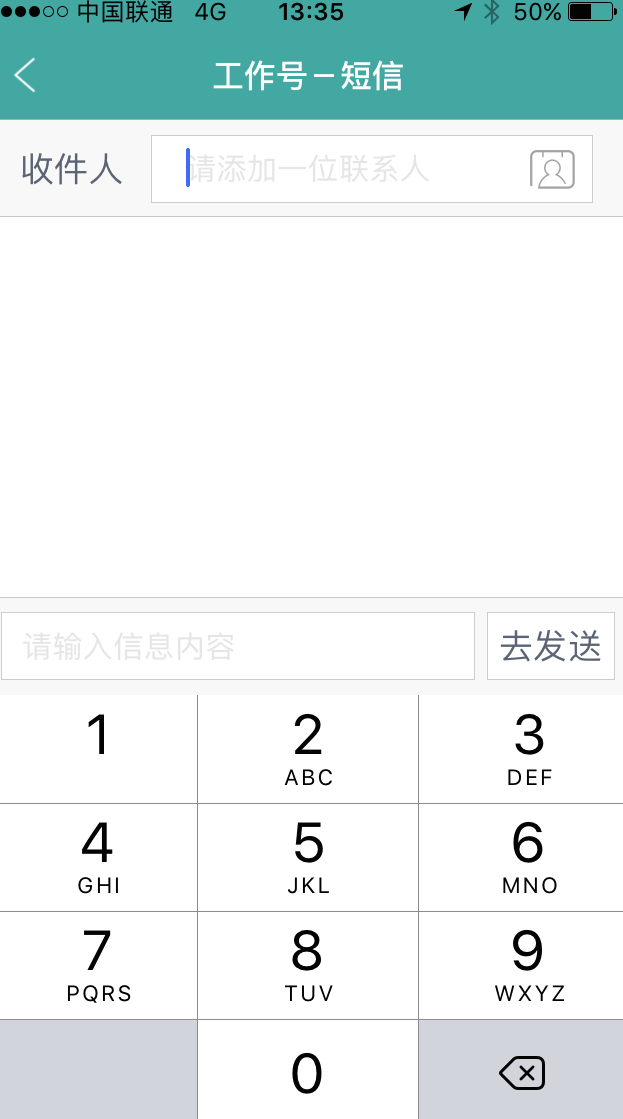 中国联通 4G 13:35 50%
工作号－短信
收件人 请添加一位联系人
请输入信息内容 去发送
1 2 3
ABC DEF
4 5 6
GHI JKL MNO
7 8 9
PQRS TUV WXYZ
0